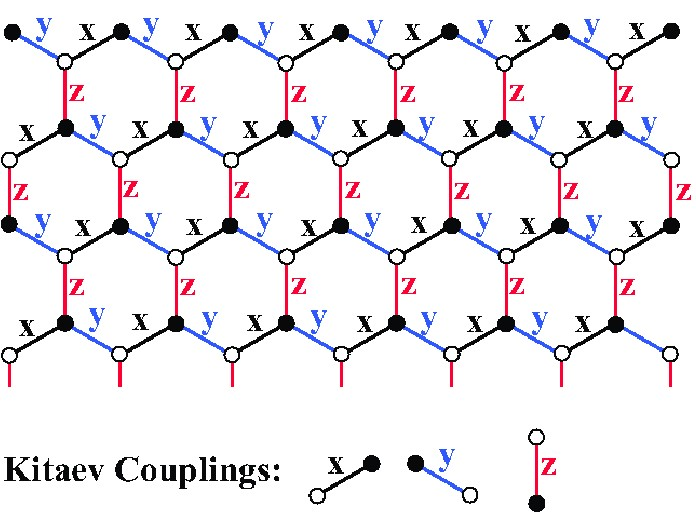 y x y x y x y x y x y x
z z z z z z
x y x y x y x y x y x y
z z z z z z z
y x y x y x y x y x y x
z z z z z z
x y x y x y x y x y x y
Kitaev Couplings: x y z